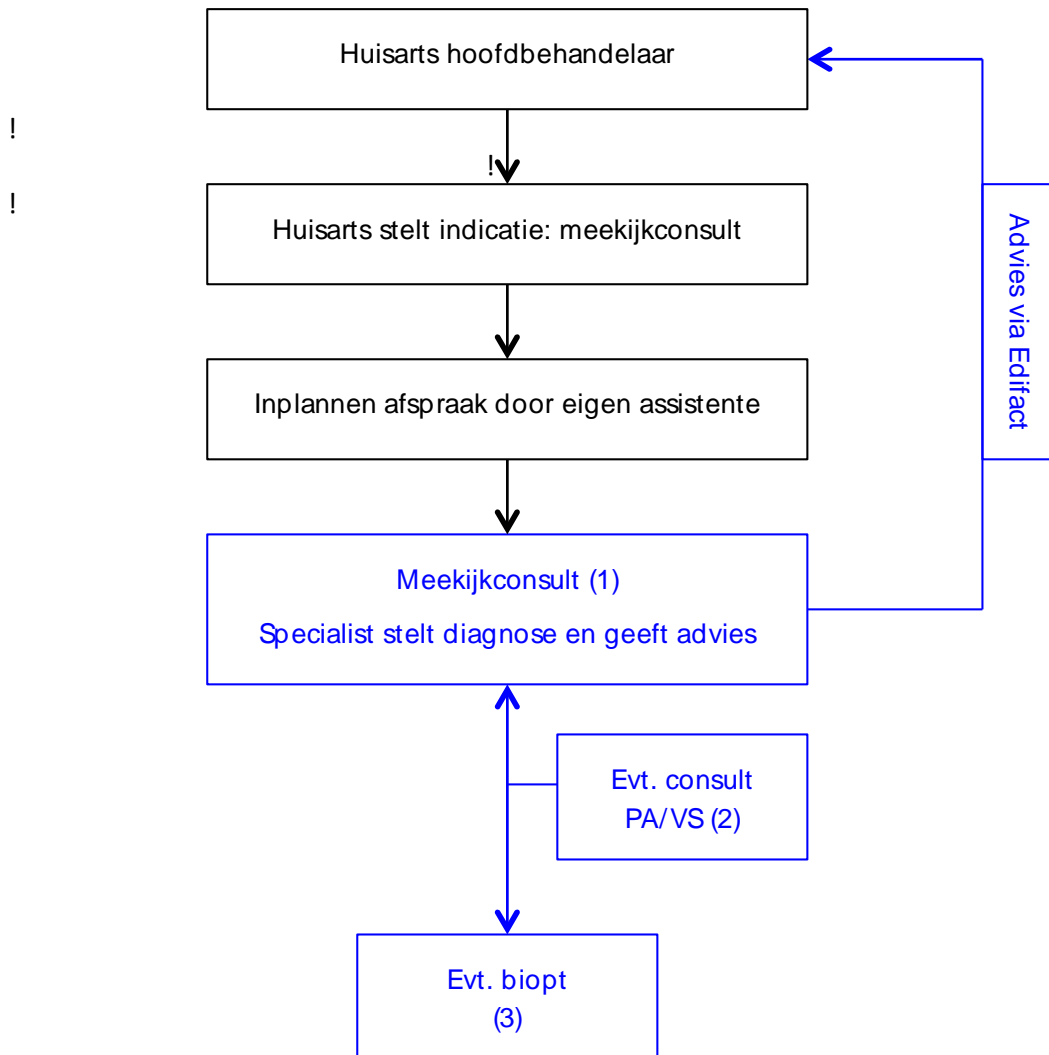 Huisarts hoofdbehandelaar
!
!
!
Huisarts stelt indicatie: meekijkconsult
Advies via Edifact
Inplannen afspraak door eigen assistente
Meekijkconsult (1)
Specialist stelt diagnose en geeft advies
Evt. consult
PA/VS (2)
Evt. biopt
(3)